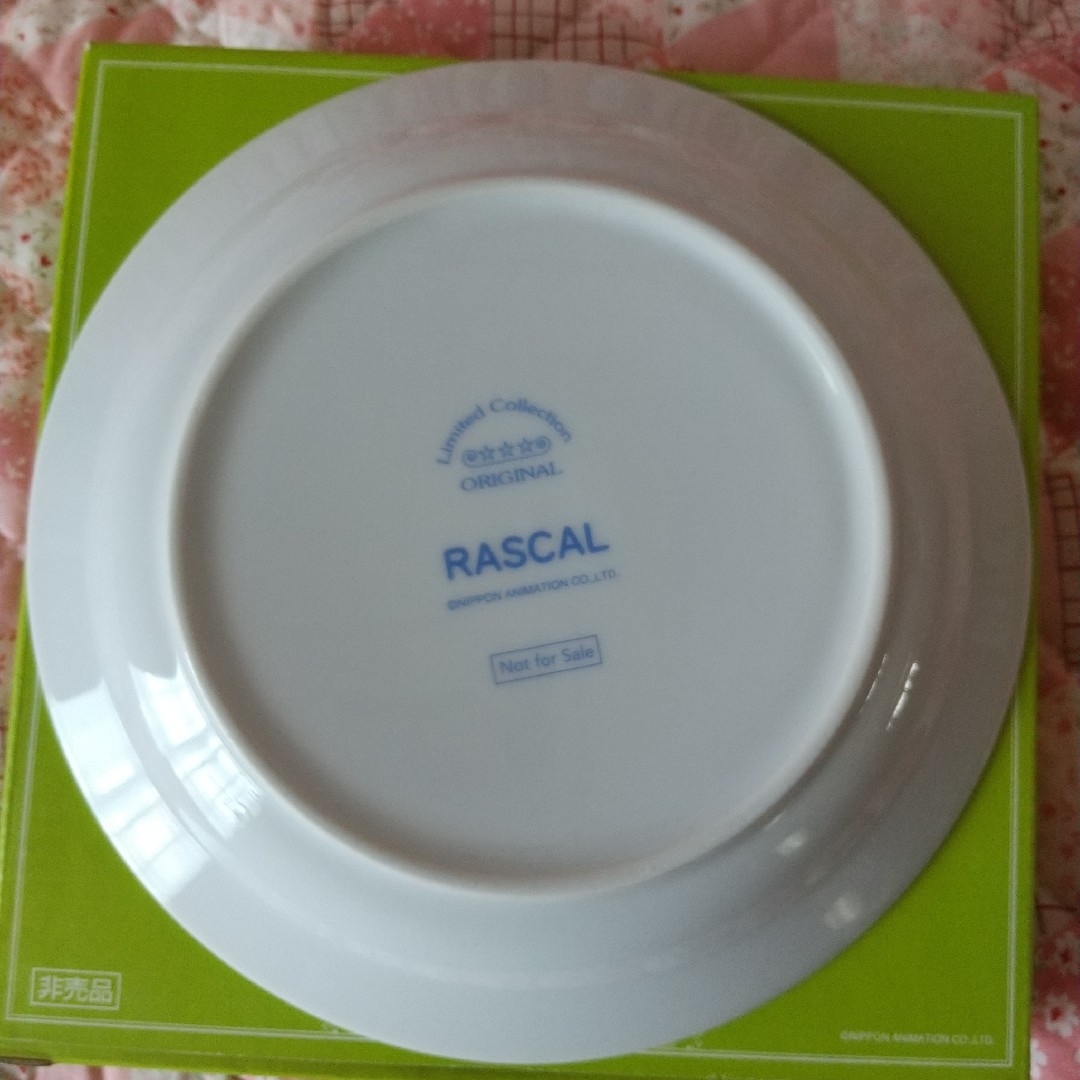 Limited Collection
ORIGINAL
RASCAL
©NIPPON ANIMATION CO.,LTD.
Not for Sale
非売品
©NIPPON ANIMATION CO.,LTD.